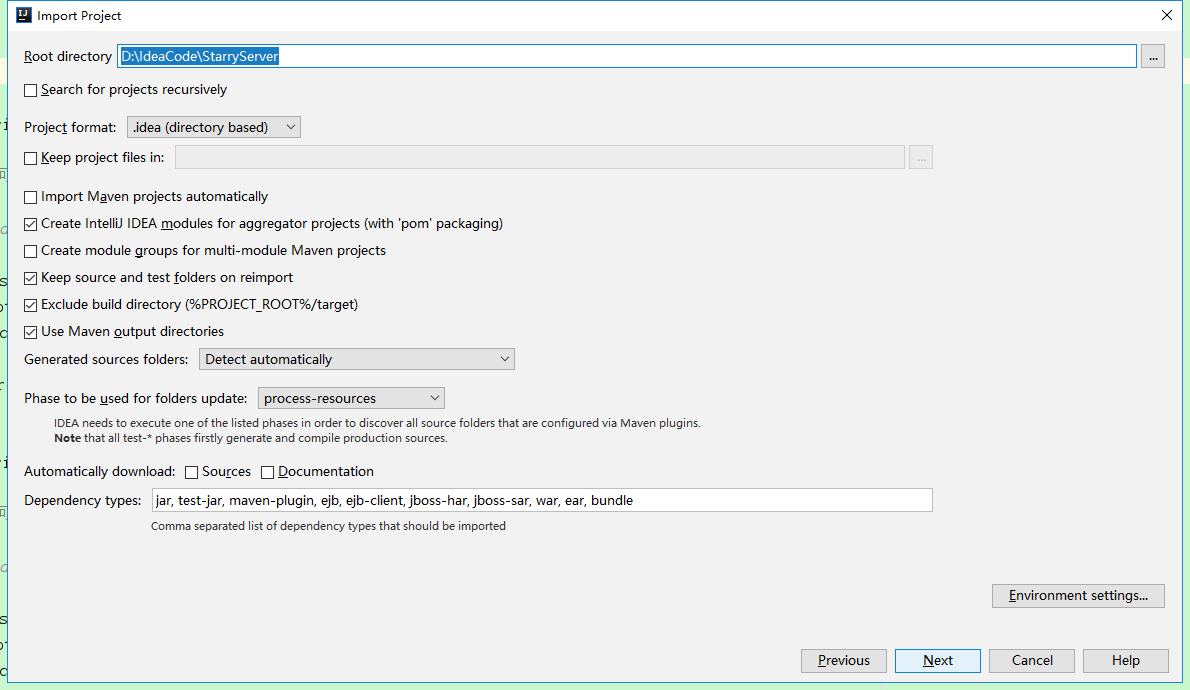 Import Project
Root directory D:\IdeaCode\StarryServer ...
Search for projects recursively
Project format: .idea (directory based)
Keep project files in: ...
Import Maven projects automatically
Create IntelliJ IDEA modules for aggregator projects (with 'pom' packaging)
Create module groups for multi-module Maven projects
Keep source and test folders on reimport
Exclude build directory (%PROJECT_ROOT%/target)
Use Maven output directories
Generated sources folders: Detect automatically
Phase to be used for folders update: process-resources
IDEA needs to execute one of the listed phases in order to discover all source folders that are configured via Maven plugins.
Note that all test-* phases firstly generate and compile production sources.
Automatically download: Sources Documentation
Dependency types: jar, test-jar, maven-plugin, ejb, ejb-client, jboss-har, jboss-sar, war, ear, bundle
Comma separated list of dependency types that should be imported
Environment settings...
Previous Next Cancel Help